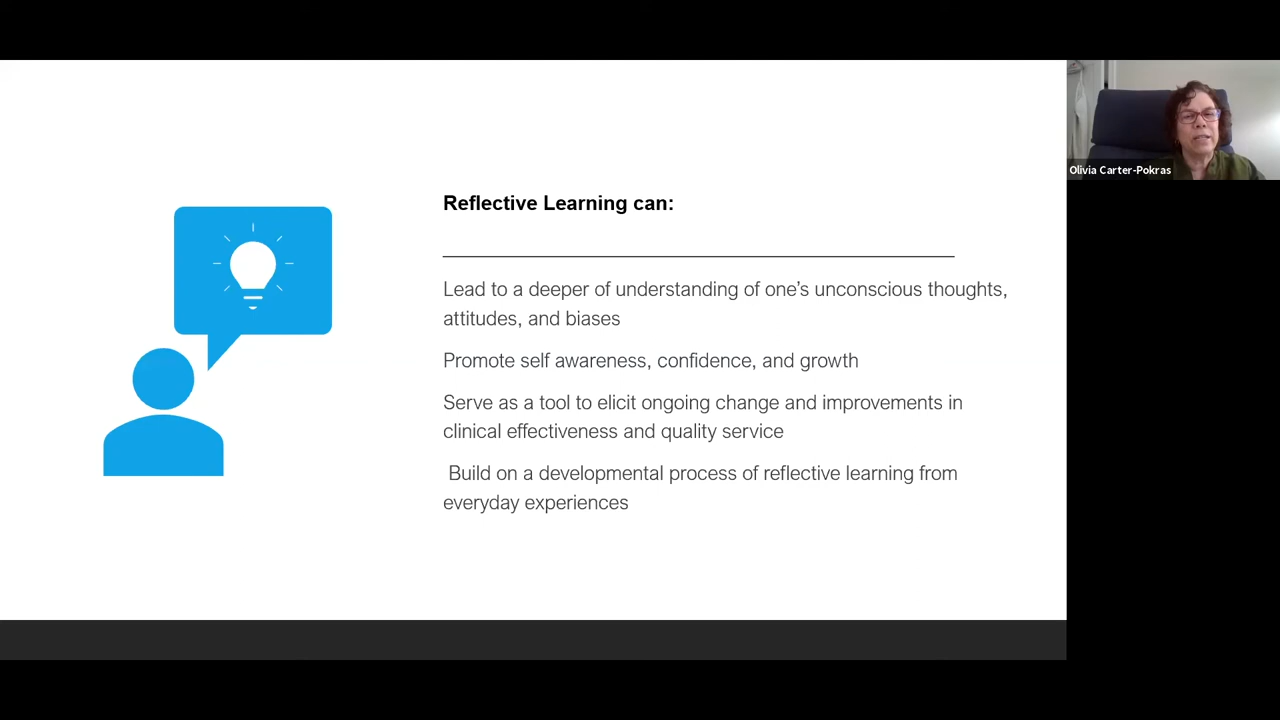 Reflective Learning can:
Lead to a deeper of understanding of one's unconscious thoughts,
attitudes, and biases
Promote self awareness, confidence, and growth
Serve as a tool to elicit ongoing change and improvements in
clinical effectiveness and quality service
Build on a developmental process of reflective learning from
everyday experiences
Olivia Carter-Pokras